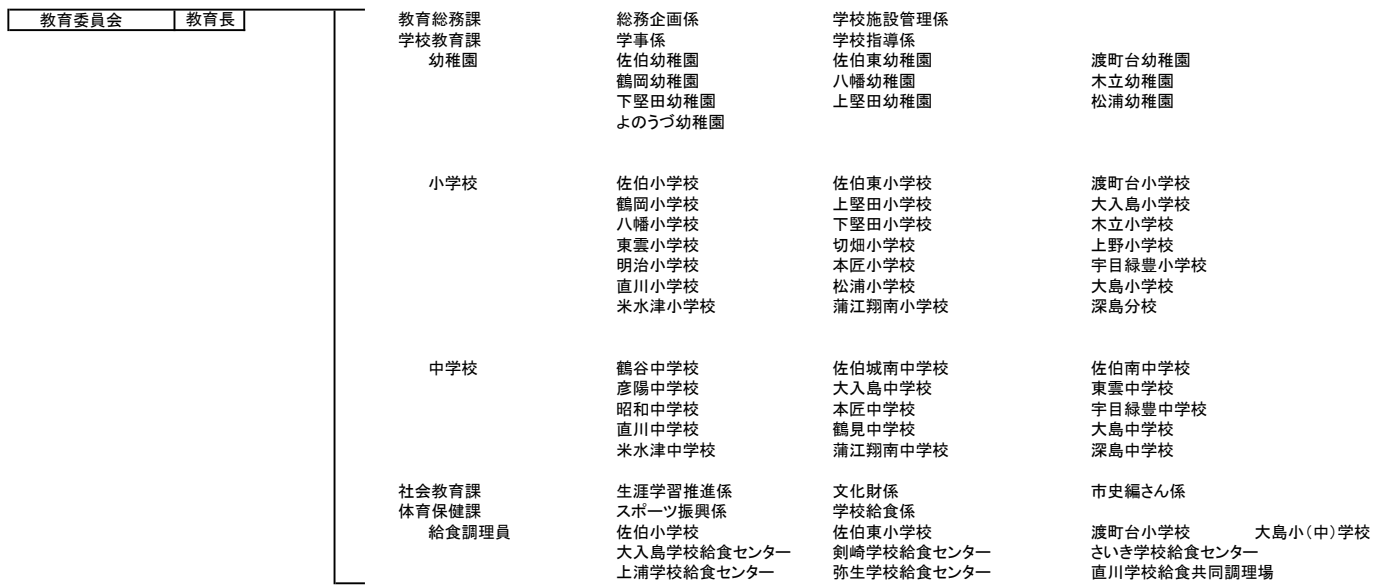 教育委員会 教育長 教育総務課 総務企画係 学校施設管理係
学校教育課 学事係 学校指導係
幼稚園 佐伯幼稚園 佐伯東幼稚園 渡町台幼稚園
鶴岡幼稚園 八幡幼稚園 木立幼稚園
下堅田幼稚園 上堅田幼稚園 松浦幼稚園
よのうづ幼稚園
小学校 佐伯小学校 佐伯東小学校 渡町台小学校
鶴岡小学校 上堅田小学校 大入島小学校
八幡小学校 下堅田小学校 木立小学校
東雲小学校 切畑小学校 上野小学校
明治小学校 本匠小学校 宇目緑豊小学校
直川小学校 松浦小学校 大島小学校
米水津小学校 蒲江翔南小学校 深島分校
中学校 鶴谷中学校 佐伯城南中学校 佐伯南中学校
彦陽中学校 大入島中学校 東雲中学校
昭和中学校 本匠中学校 宇目緑豊中学校
直川中学校 鶴見中学校 大島中学校
米水津中学校 蒲江翔南中学校 深島中学校
社会教育課 生涯学習推進係 文化財係 市史編さん係
体育保健課 スポーツ振興係 学校給食係
給食調理員 佐伯小学校 佐伯東小学校 渡町台小学校 大島小(中)学校
大入島学校給食センター 剣崎学校給食センター さいき学校給食センター
上浦学校給食センター 弥生学校給食センター 直川学校給食共同調理場